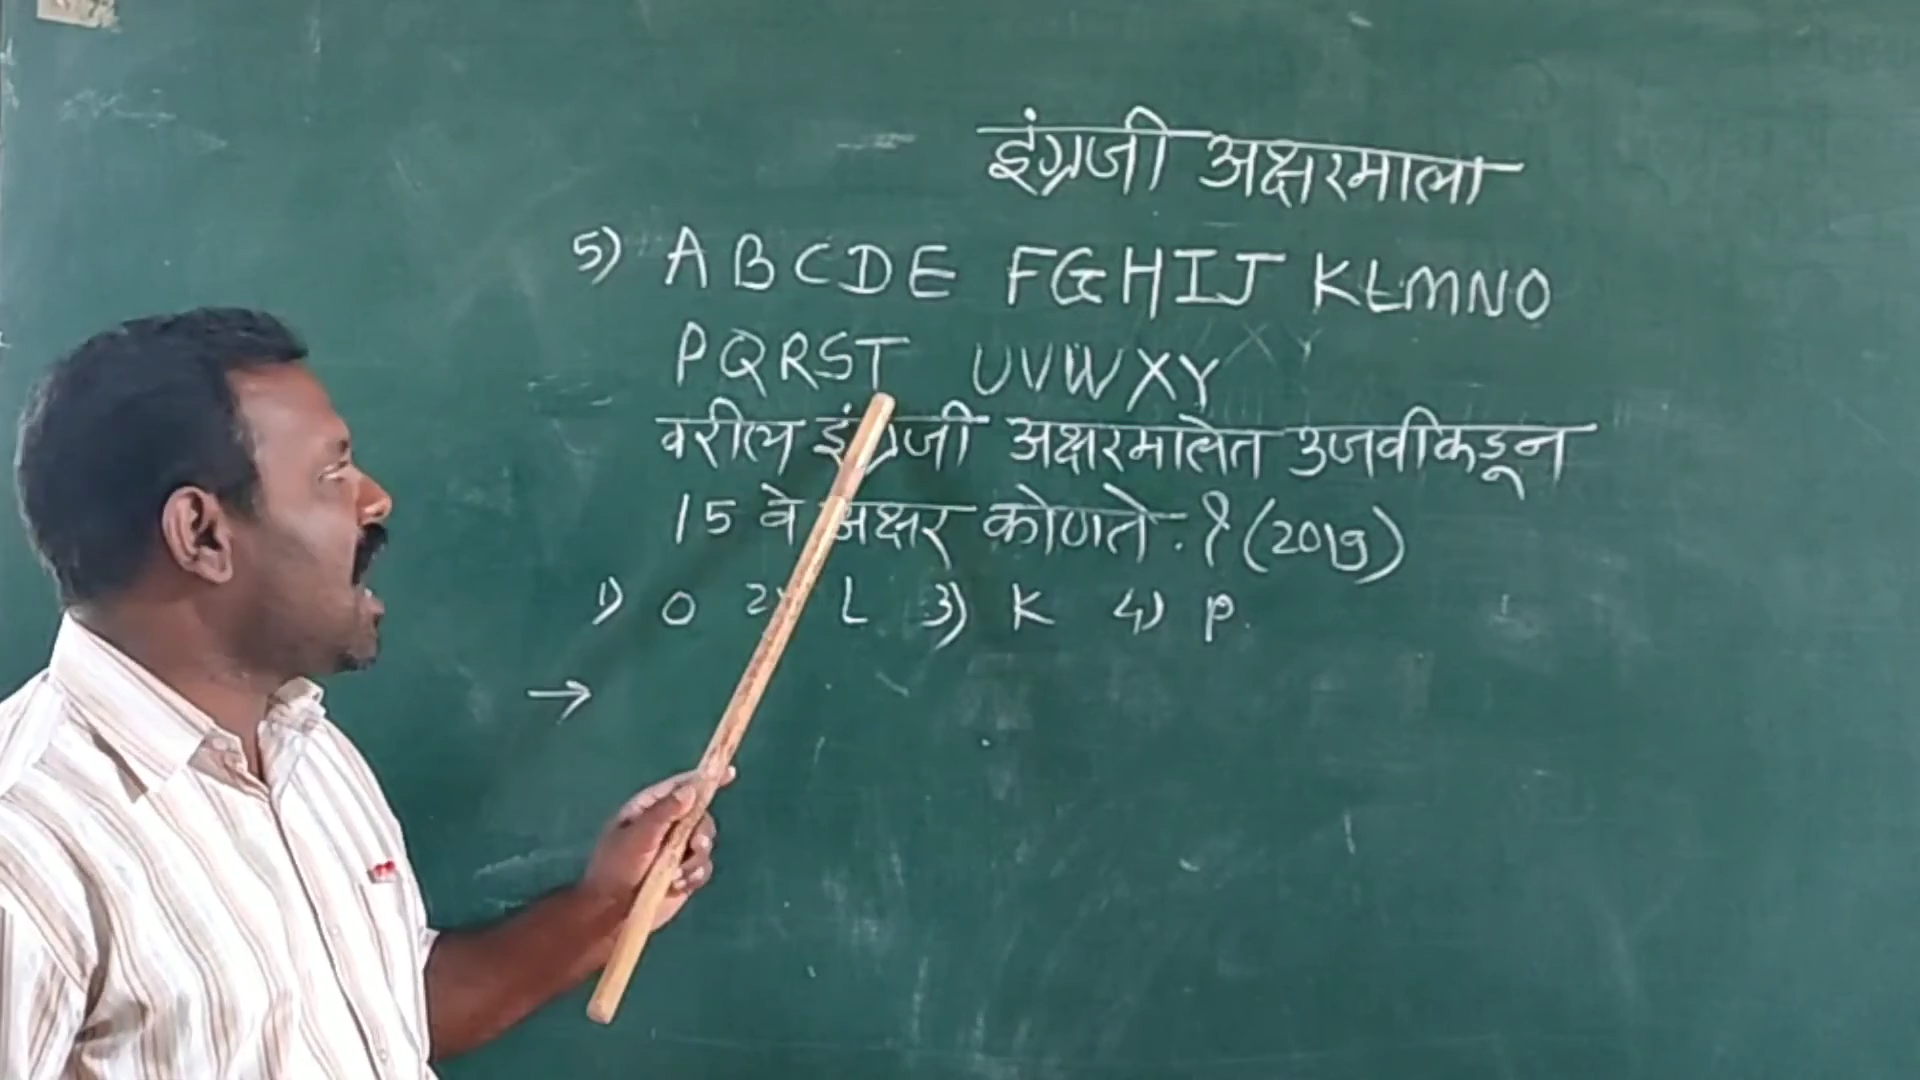 इंग्रजी अक्षरमाला
5) A B C D E F G H I J K L M N O
P Q R S T U V W X Y
वरील इंग्रजी अक्षरमालेत उजवीकडून
15 वे अक्षर कोणते ? (2019)
1) O 2) L 3) K 4) P
→